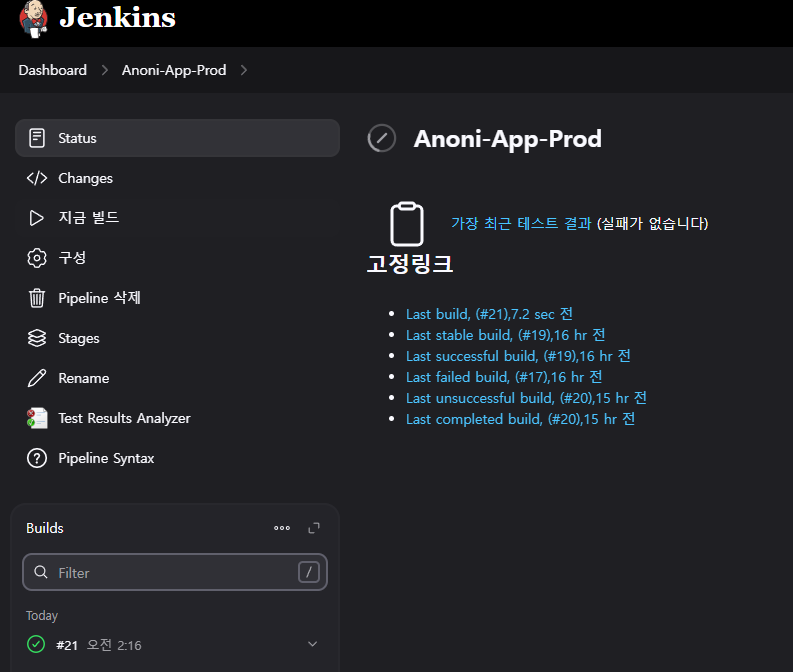 Jenkins
Dashboard > Anoni-App-Prod >
Status
Changes
지금 빌드
구성
Pipeline 삭제
Stages
Rename
Test Results Analyzer
Pipeline Syntax
Builds
Filter /
Today
#21 오전 2:16
Anoni-App-Prod
가장 최근 테스트 결과 (실패가 없습니다)
고정링크
Last build, (#21),7.2 sec 전
Last stable build, (#19),16 hr 전
Last successful build, (#19),16 hr 전
Last failed build, (#17),16 hr 전
Last unsuccessful build, (#20),15 hr 전
Last completed build, (#20),15 hr 전